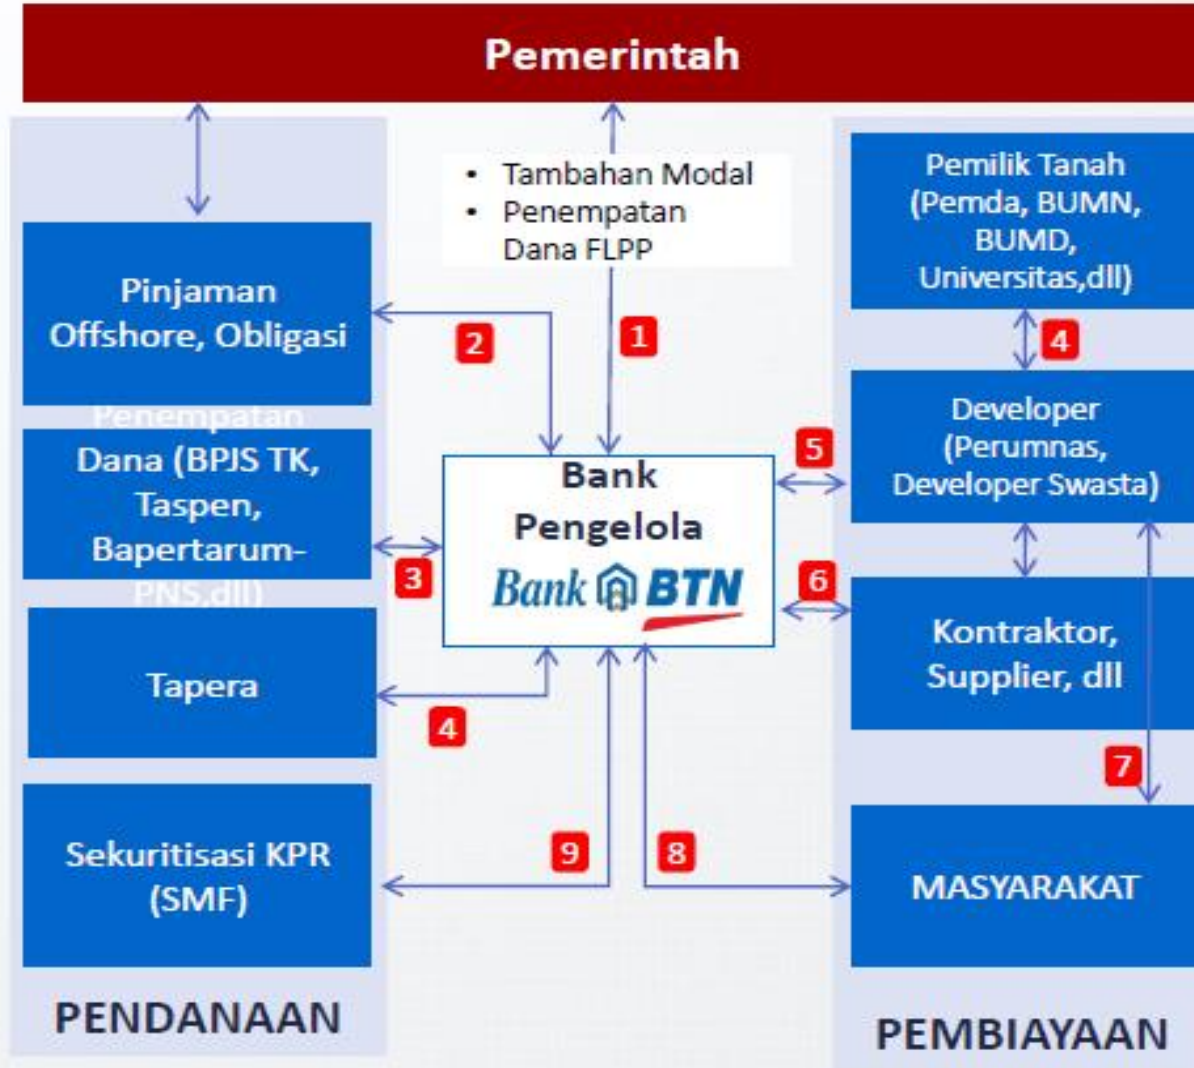 Pemerintah
• Tambahan Modal
• Penempatan
Dana FLPP
Pinjaman
Offshore, Obligasi
2
1
Penempatan
Dana (BPJS TK,
Taspen,
Bapertarum-
PNS,dll)
3
Tapera
4
Sekuritisasi KPR
(SMF)
9
8
PENDANAAN
Bank
Pengelola
Bank BTN
Pemilik Tanah
(Pemda, BUMN,
BUMD,
Universitas,dll)
4
Developer
(Perumnas,
Developer Swasta)
5
6
Kontraktor,
Supplier, dll
7
MASYARAKAT
PEMBIAYAAN